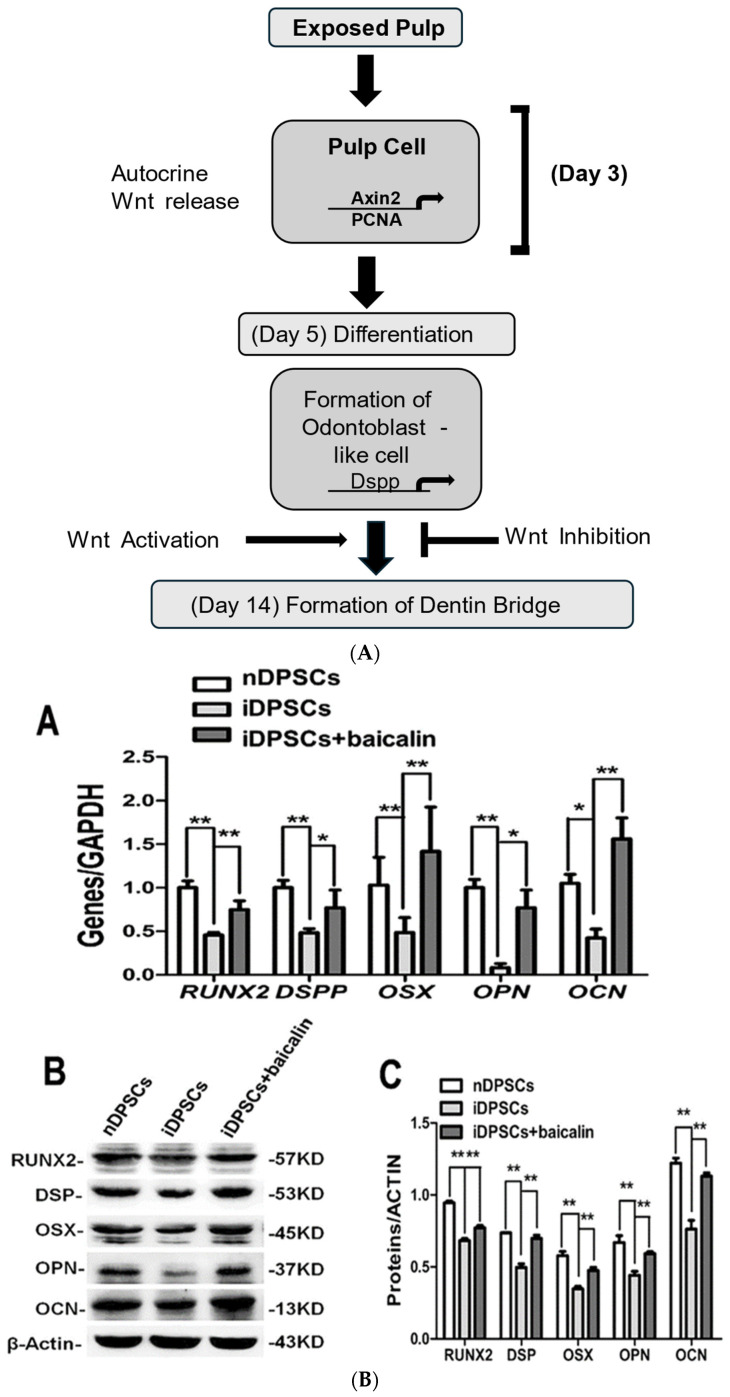 Exposed Pulp
Pulp Cell
Axin2
PCNA
Autocrine
Wnt release
(Day 3)
(Day 5) Differentiation
Formation of
Odontoblast -
like cell
Dspp
Wnt Activation
Wnt Inhibition
(Day 14) Formation of Dentin Bridge
(A)
A
nDPSCs
iDPSCs
iDPSCs+baicalin
Genes/GAPDH
2.5
2.0
1.5
1.0
0.5
0.0
** **
** *
** **
** *
* **
RUNX2 DSPP OSX OPN OCN
B
nDPSCs iDPSCs iDPSCs+baicalin
RUNX2- -57KD
DSP- -53KD
OSX- -45KD
OPN- -37KD
OCN- -13KD
β-Actin- -43KD
C
nDPSCs
iDPSCs
iDPSCs+baicalin
Proteins/ACTIN
1.5
1.0
0.5
0.0
** **
** **
** **
** **
** **
RUNX2 DSP OSX OPN OCN
(B)